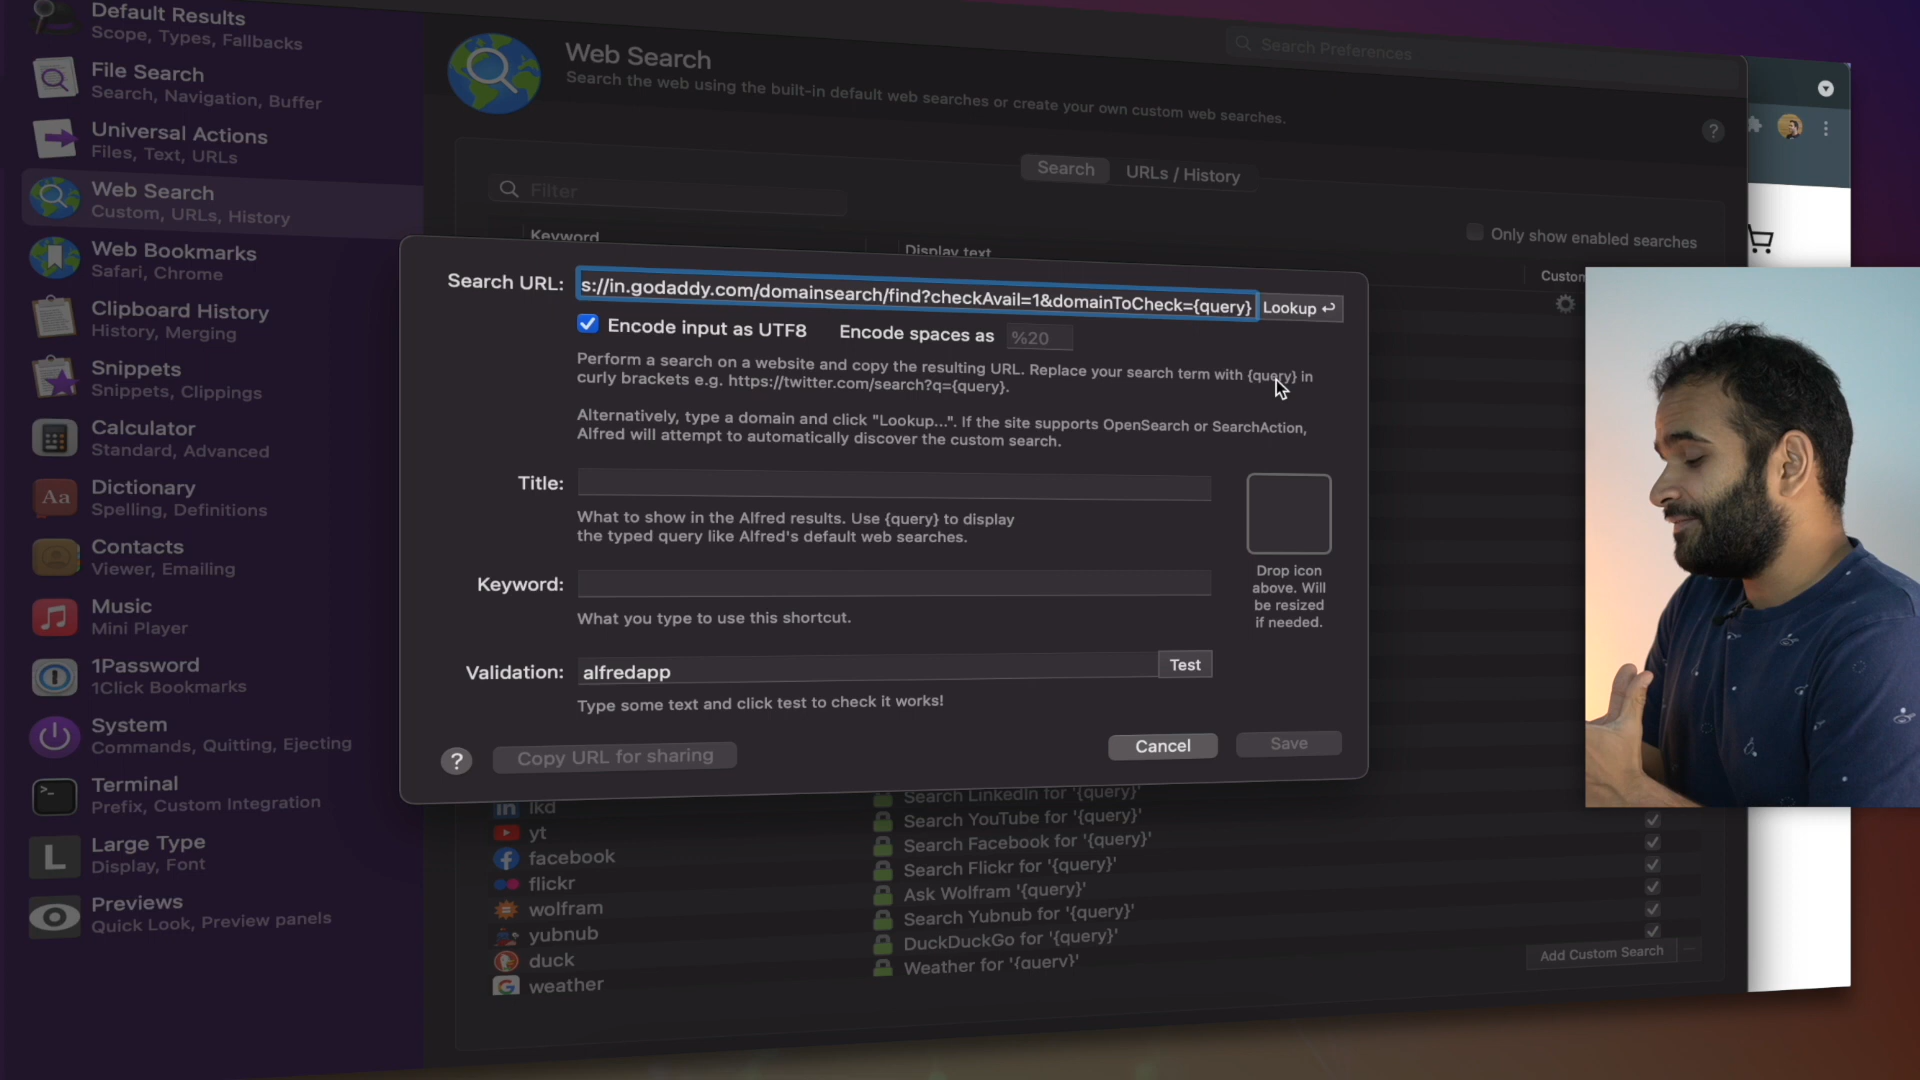 Default Results
Scope, Types, Fallbacks
File Search
Search, Navigation, Buffer
Universal Actions
Files, Text, URLs
Web Search
Custom, URLs, History
Web Bookmarks
Safari, Chrome
Clipboard History
History, Merging
Snippets
Snippets, Clippings
Calculator
Standard, Advanced
Aa
Dictionary
Spelling, Definitions
Contacts
Viewer, Emailing
Music
Mini Player
1Password
1Click Bookmarks
System
Commands, Quitting, Ejecting
Terminal
Prefix, Custom Integration
L
Large Type
Display, Font
Previews
Quick Look, Preview panels
Web Search
Search the web using the built-in default web searches or create your own custom web searches.
Search Preferences
?
Search
URLs / History
Filter
Only show enabled searches
Keyword
Display text
Custom
Search URL:
s://in.godaddy.com/domainsearch/find?checkAvail=1&domainToCheck={query}
Lookup ↩
Encode input as UTF8
Encode spaces as
%20
Perform a search on a website and copy the resulting URL. Replace your search term with {query} in
curly brackets e.g. https://twitter.com/search?q={query}.
Alternatively, type a domain and click "Lookup...". If the site supports OpenSearch or SearchAction,
Alfred will attempt to automatically discover the custom search.
Title:
What to show in the Alfred results. Use {query} to display
the typed query like Alfred's default web searches.
Drop icon
above. Will
be resized
if needed.
Keyword:
What you type to use this shortcut.
Validation:
alfredapp
Test
Type some text and click test to check it works!
?
Copy URL for sharing
Cancel
Save
in
lkd
Search LinkedIn for '{query}'
yt
Search YouTube for '{query}'
facebook
Search Facebook for '{query}'
flickr
Search Flickr for '{query}'
wolfram
Ask Wolfram '{query}'
yubnub
Search Yubnub for '{query}'
duck
DuckDuckGo for '{query}'
weather
Weather for '{query}'
Add Custom Search